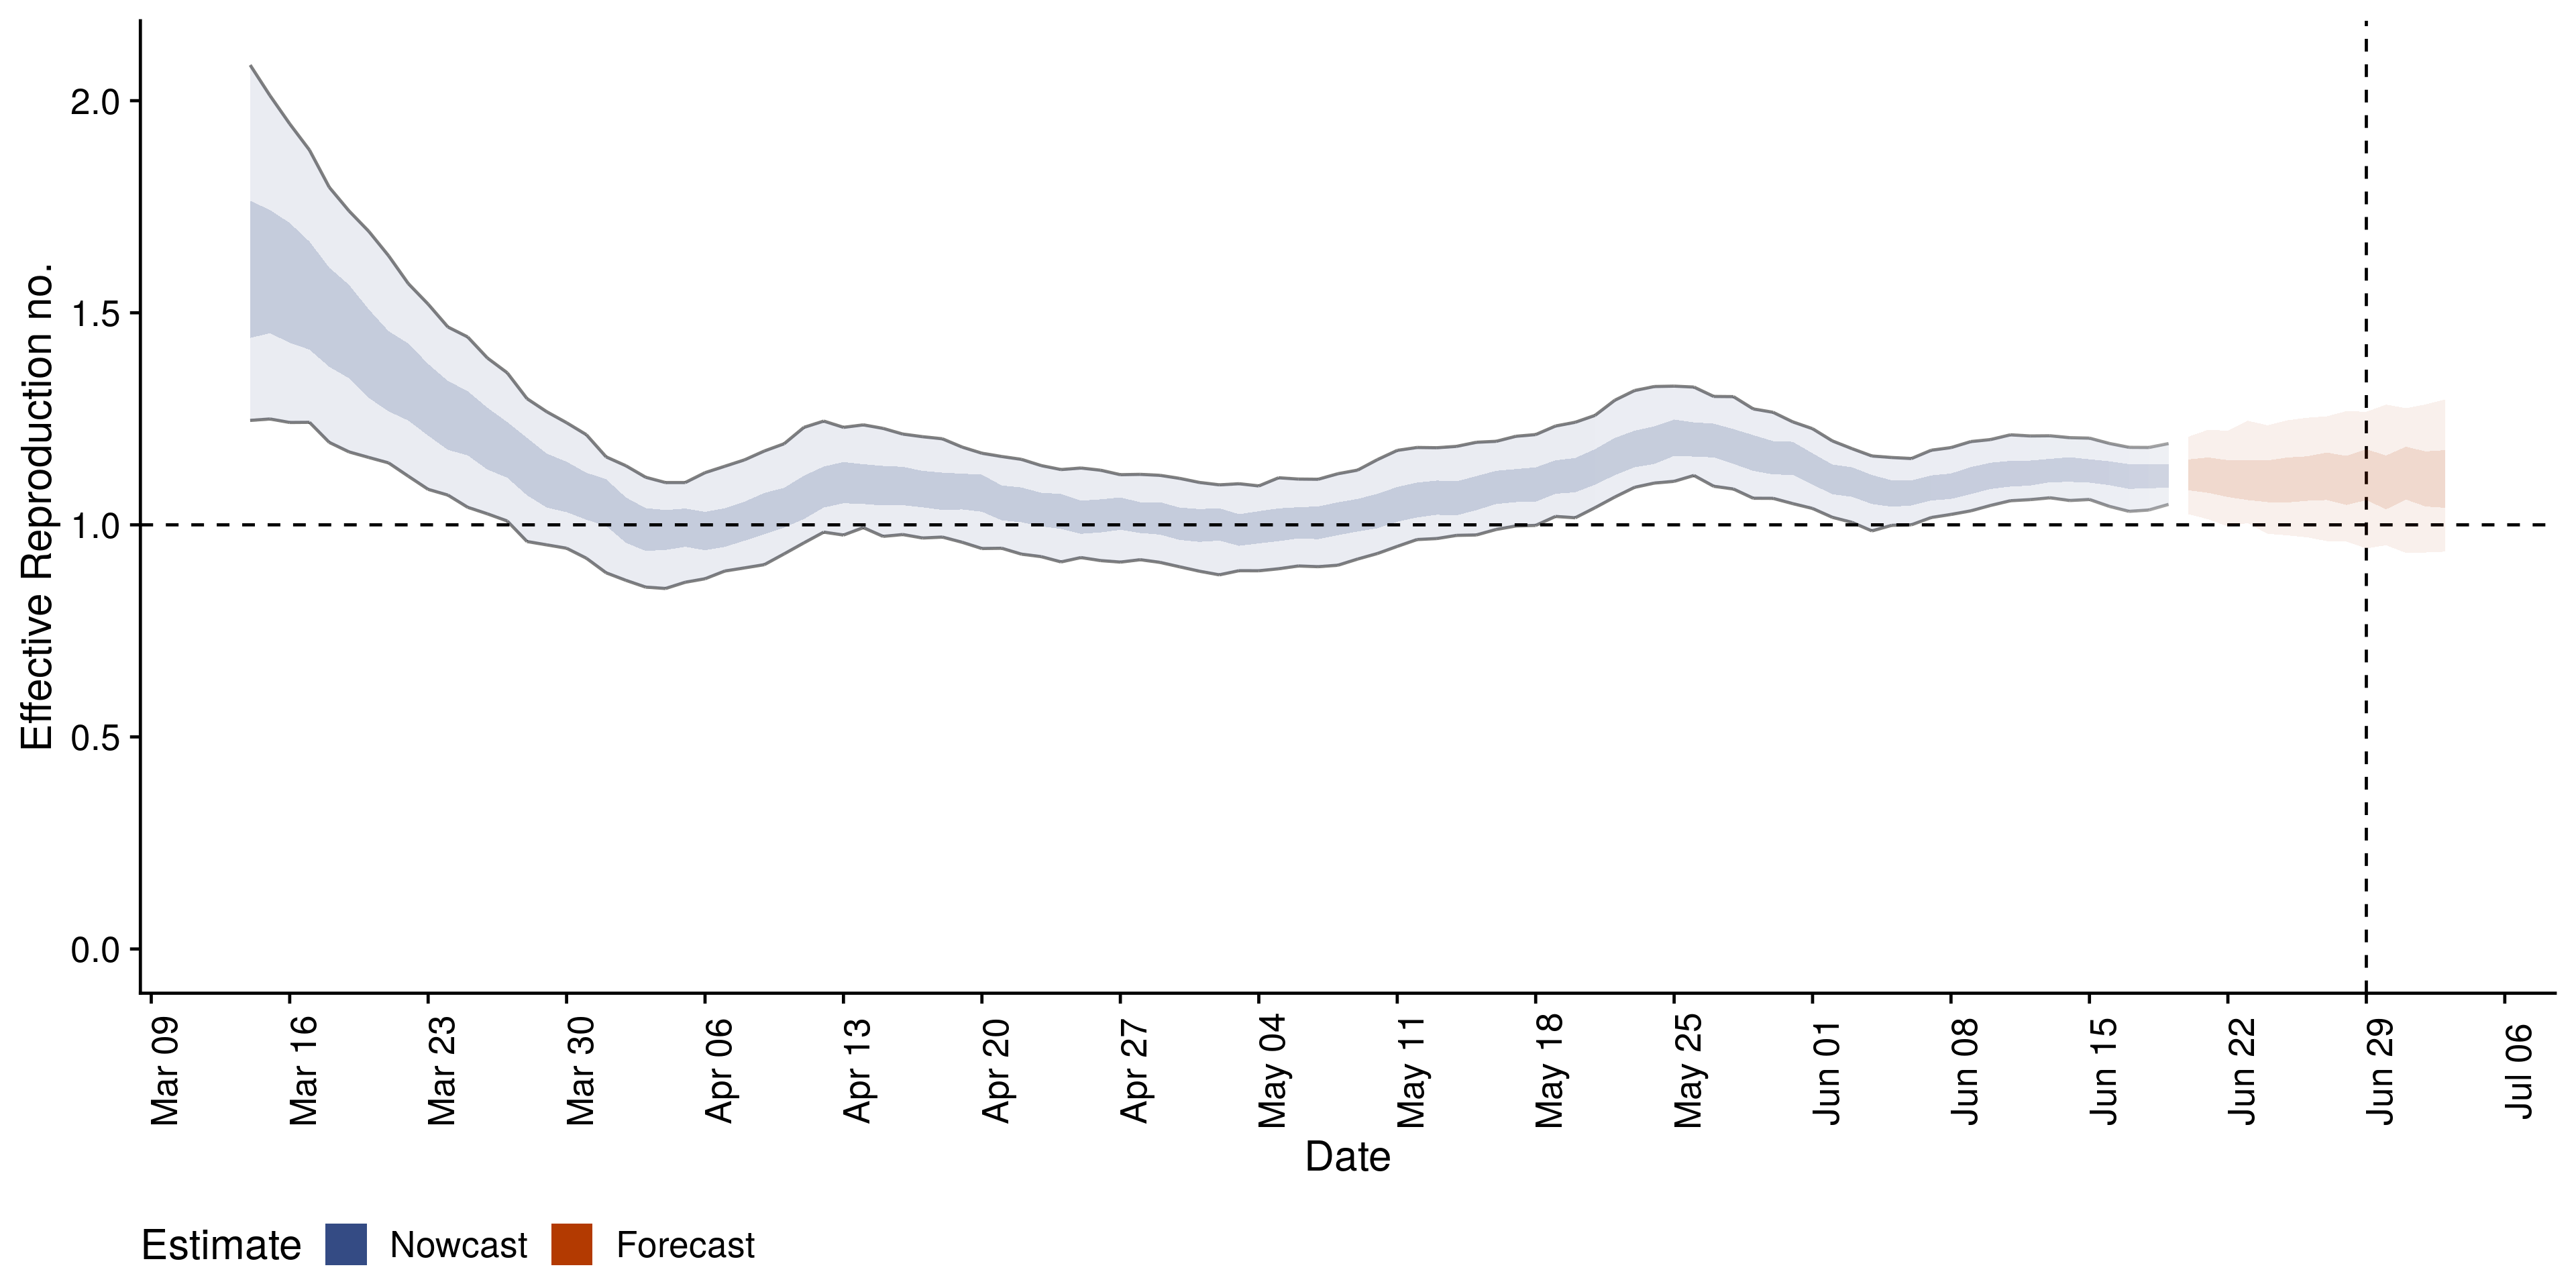 Effective Reproduction no.
2.0
1.5
1.0
0.5
0.0
Mar 09
Mar 16
Mar 23
Mar 30
Apr 06
Apr 13
Apr 20
Apr 27
May 04
May 11
May 18
May 25
Jun 01
Jun 08
Jun 15
Jun 22
Jun 29
Jul 06
Date
Estimate Nowcast Forecast